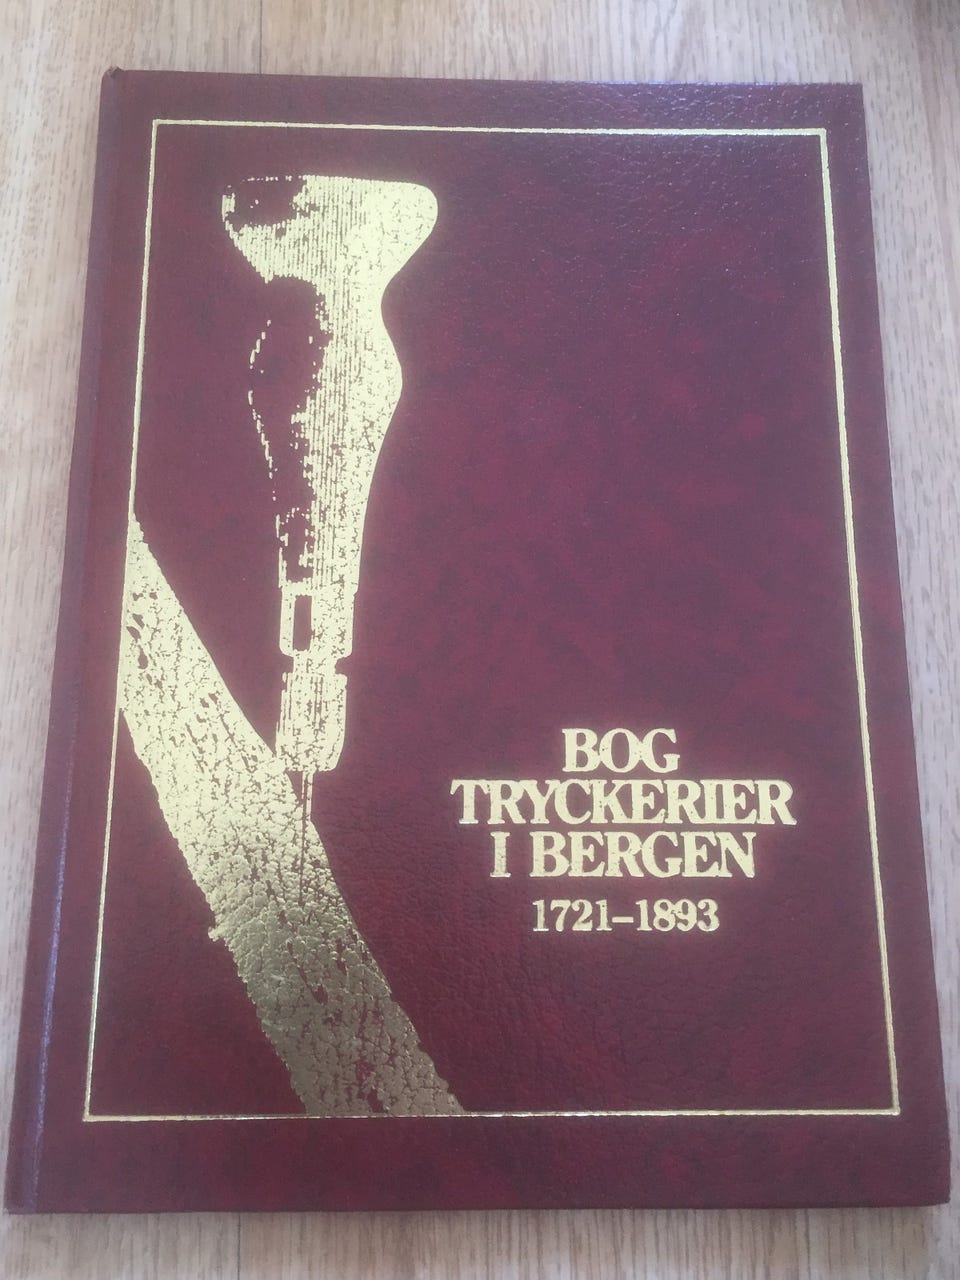 BOG
TRYCKERIER
I BERGEN
1721–1893